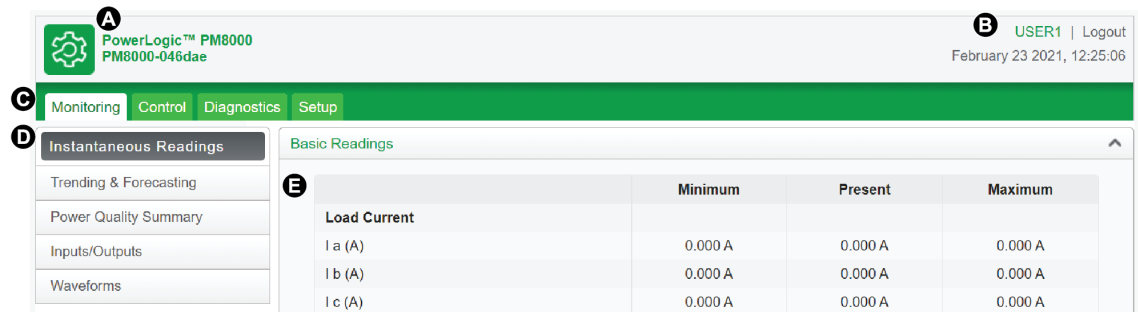 A
PowerLogic™ PM8000
PM8000-046dae
B
USER1 | Logout
February 23 2021, 12:25:06
C
Monitoring Control Diagnostics Setup
D
Instantaneous Readings
Trending & Forecasting
Power Quality Summary
Inputs/Outputs
Waveforms
Basic Readings
E
Minimum Present Maximum
Load Current
I a (A) 0.000 A 0.000 A 0.000 A
I b (A) 0.000 A 0.000 A 0.000 A
I c (A) 0.000 A 0.000 A 0.000 A